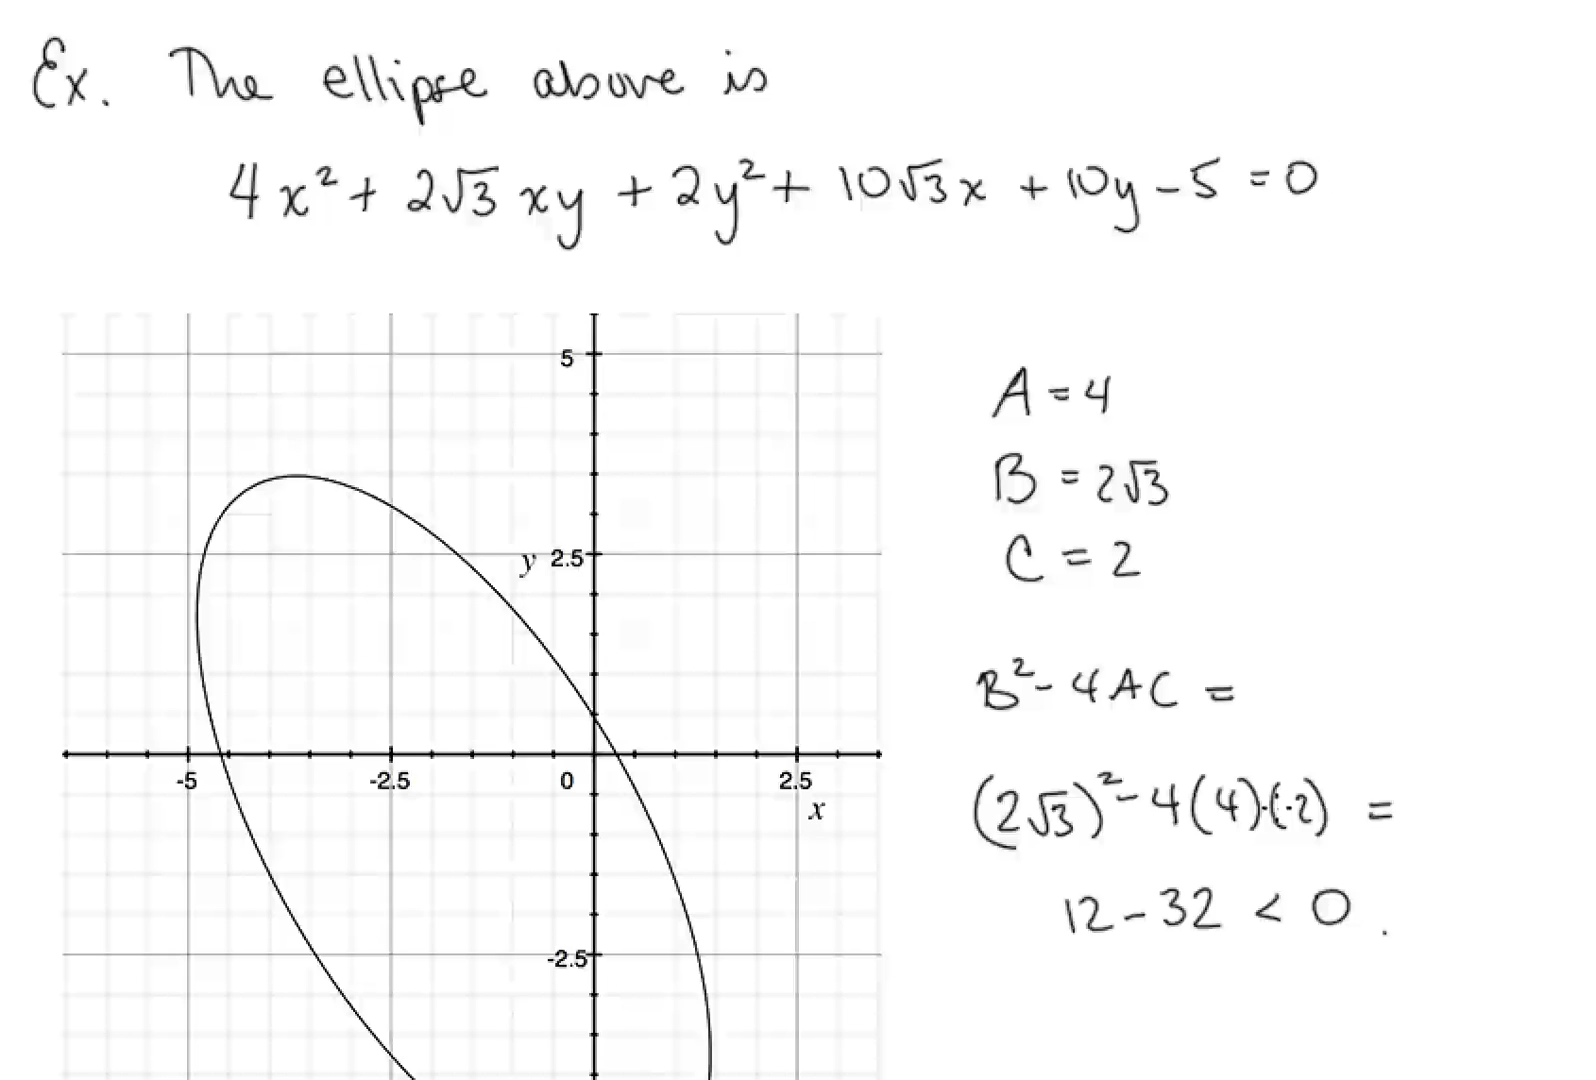 Ex. The ellipse above is
4x² + 2√3 xy + 2y² + 10√3x + 10y - 5 = 0
5
y 2.5
-5 -2.5 0 2.5
x
-2.5
A = 4
B = 2√3
C = 2
B² - 4AC =
(2√3)² - 4(4)·(-2) =
12 - 32 < 0.